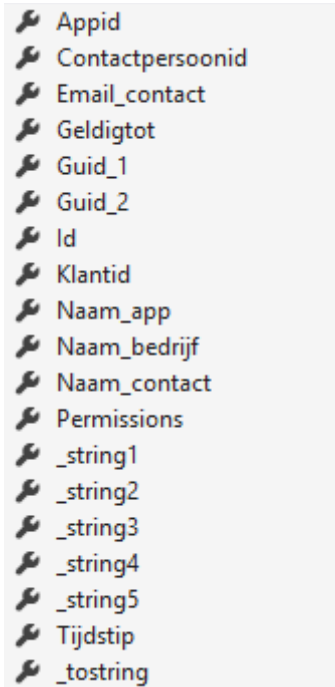 Appid
Contactpersoonid
Email_contact
Geldigtot
Guid_1
Guid_2
Id
Klantid
Naam_app
Naam_bedrijf
Naam_contact
Permissions
_string1
_string2
_string3
_string4
_string5
Tijdstip
_tostring